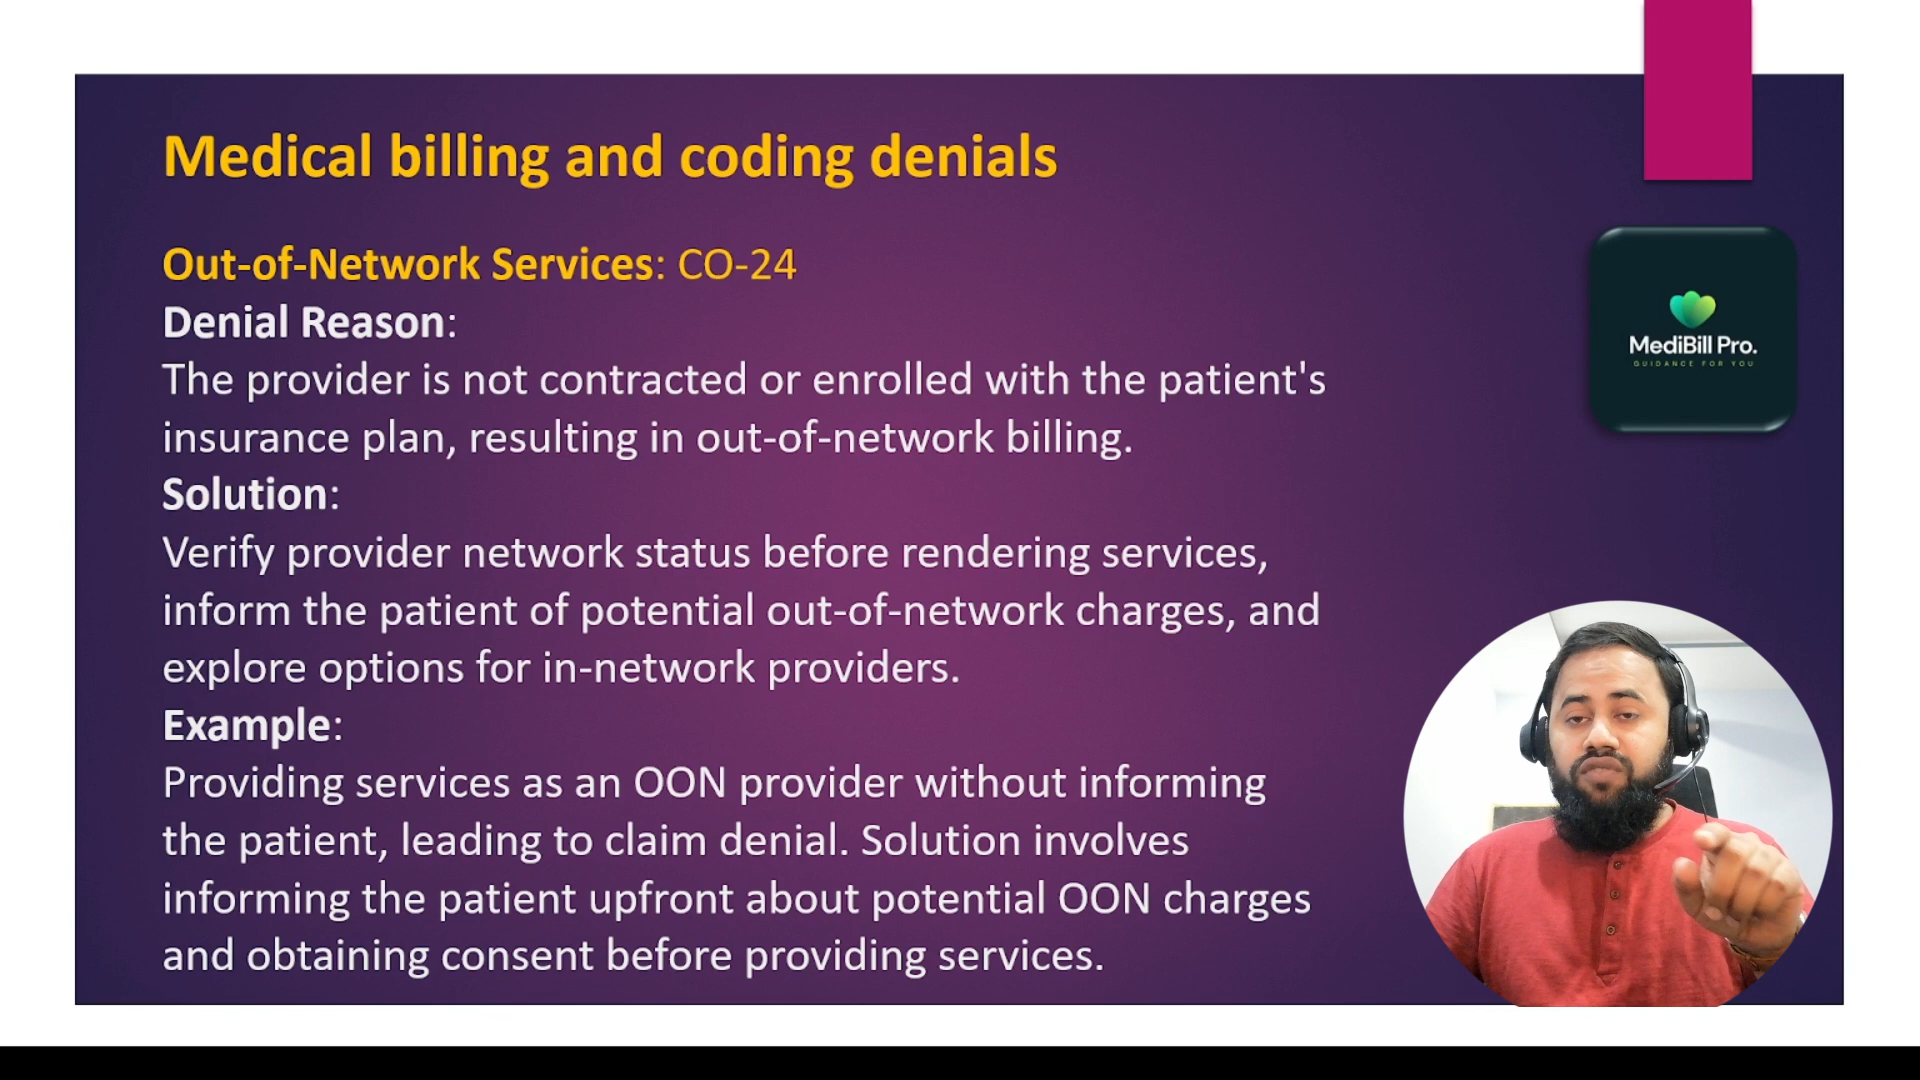 Medical billing and coding denials
Out-of-Network Services: CO-24
Denial Reason:
The provider is not contracted or enrolled with the patient's
insurance plan, resulting in out-of-network billing.
Solution:
Verify provider network status before rendering services,
inform the patient of potential out-of-network charges, and
explore options for in-network providers.
Example:
Providing services as an OON provider without informing
the patient, leading to claim denial. Solution involves
informing the patient upfront about potential OON charges
and obtaining consent before providing services.
MediBill Pro.
GUIDANCE FOR YOU